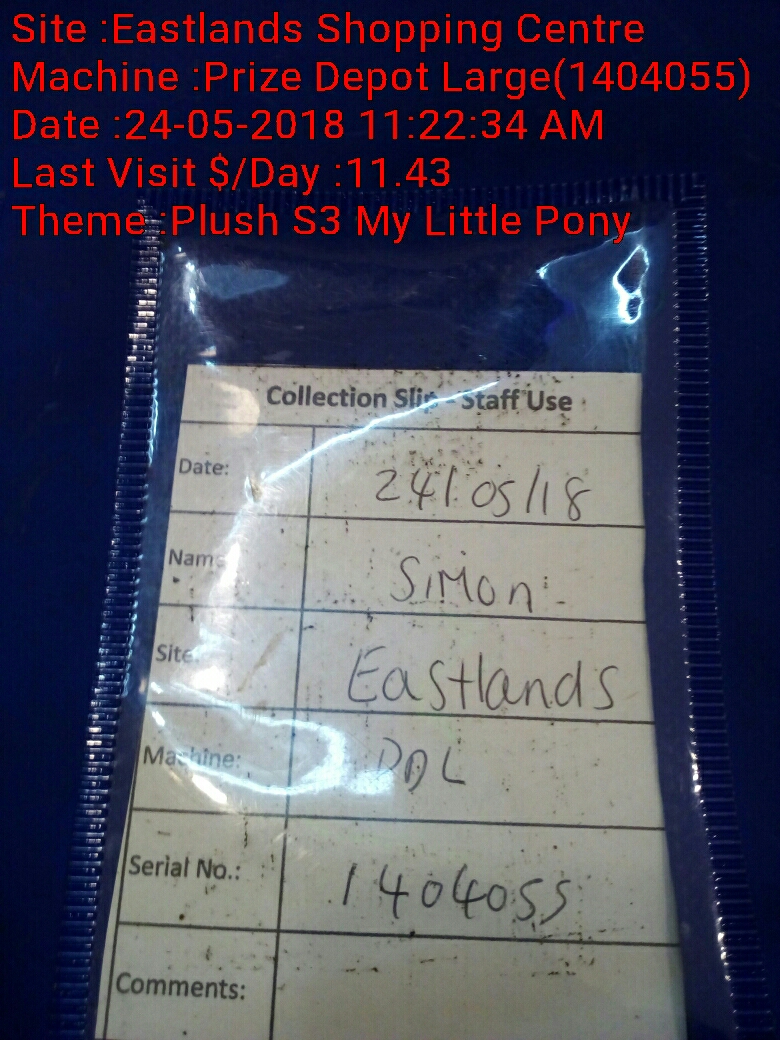 Site :Eastlands Shopping Centre
Machine :Prize Depot Large(1404055)
Date :24-05-2018 11:22:34 AM
Last Visit $/Day :11.43
Theme :Plush S3 My Little Pony
Collection Slip - Staff Use
Date: 24/05/18
Name: SiMon
Site: Eastlands
Machine: PDL
Serial No.: 1404055
Comments: